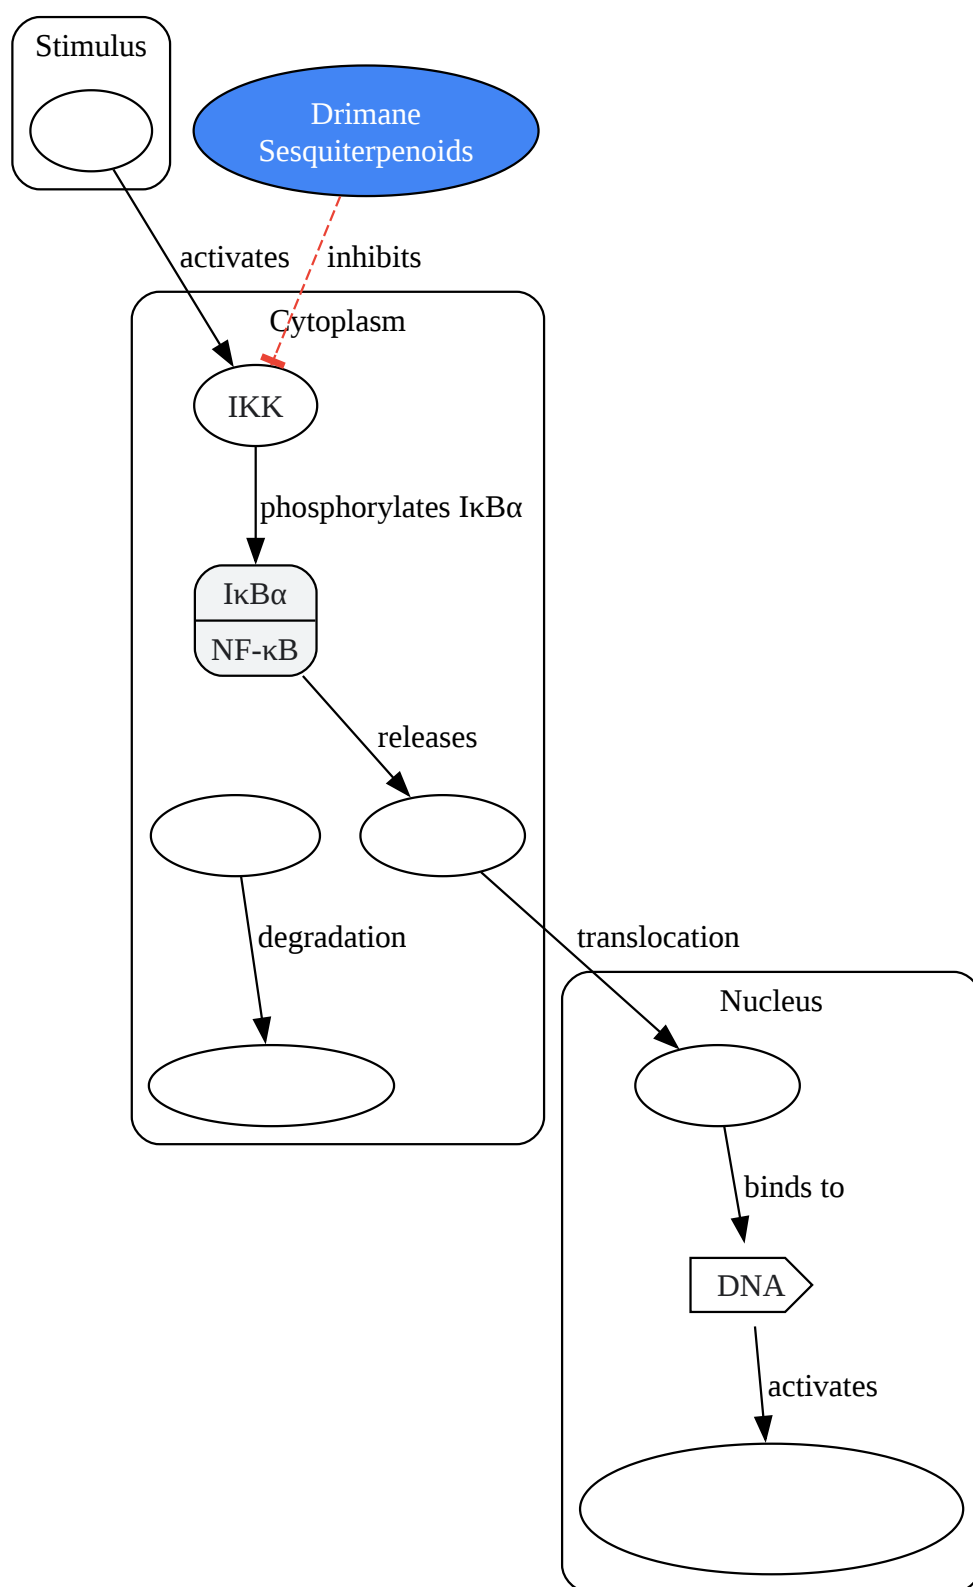 Stimulus
Drimane
Sesquiterpenoids
activates
inhibits
Cytoplasm
IKK
phosphorylates IκBα
IκBα
NF-κB
releases
degradation
translocation
Nucleus
binds to
DNA
activates